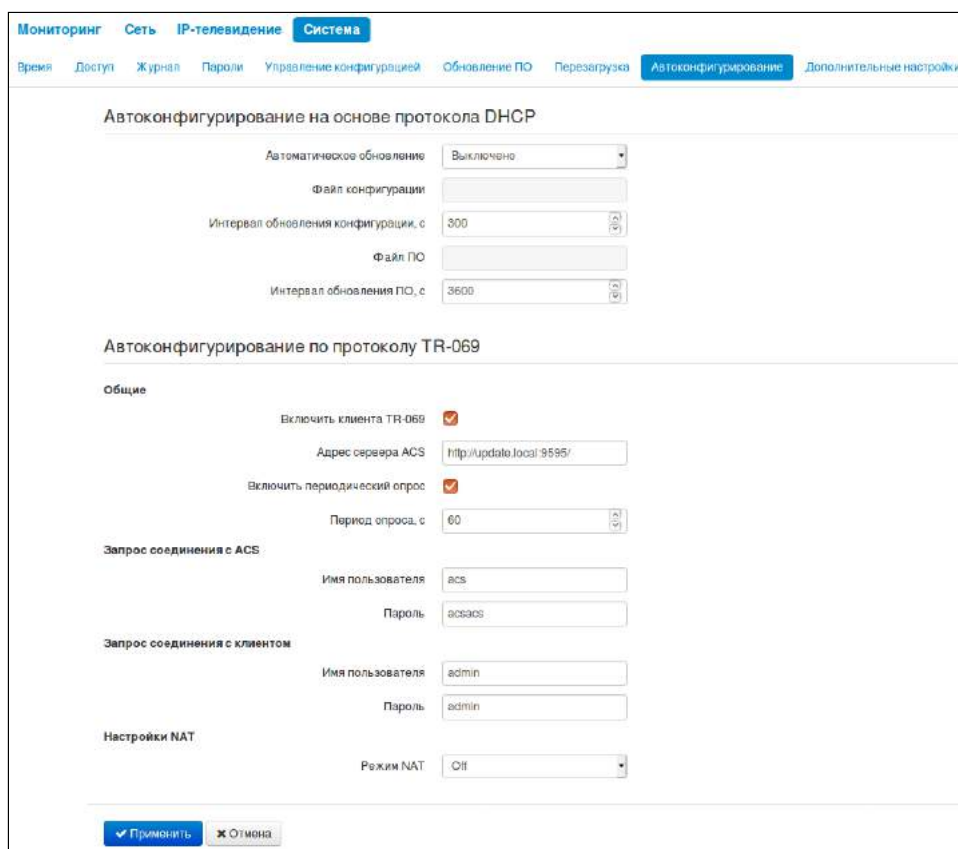 Мониторинг Сеть IP-телевидение Система
Время Доступ Журнал Пароли Управление конфигурацией Обновление ПО Перезагрузка Автоконфигурирование Дополнительные настройки
Автоконфигурирование на основе протокола DHCP
Автоматическое обновление Выключено
Файл конфигурации
Интервал обновления конфигурации, с 300
Файл ПО
Интервал обновления ПО, с 3600
Автоконфигурирование по протоколу TR-069
Общие
Включить клиента TR-069
Адрес сервера ACS http://update.local:9595/
Включить периодический опрос
Период опроса, с 60
Запрос соединения с ACS
Имя пользователя acs
Пароль acsacs
Запрос соединения с клиентом
Имя пользователя admin
Пароль admin
Настройки NAT
Режим NAT Off
Применить Отмена